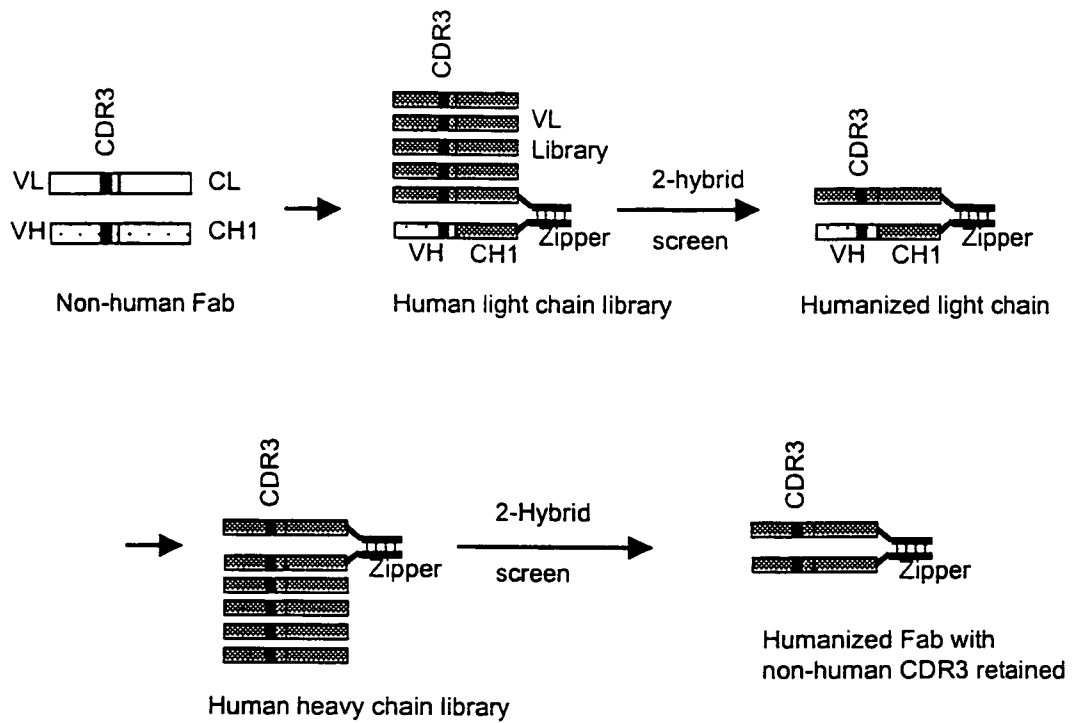 CDR3
VL
CL
VH
CH1
Non-human Fab
CDR3
VL
Library
Zipper
VH
CH1
Human light chain library
2-hybrid
screen
CDR3
Zipper
VH
CH1
Humanized light chain
CDR3
Zipper
Human heavy chain library
2-Hybrid
screen
CDR3
Zipper
Humanized Fab with
non-human CDR3 retained